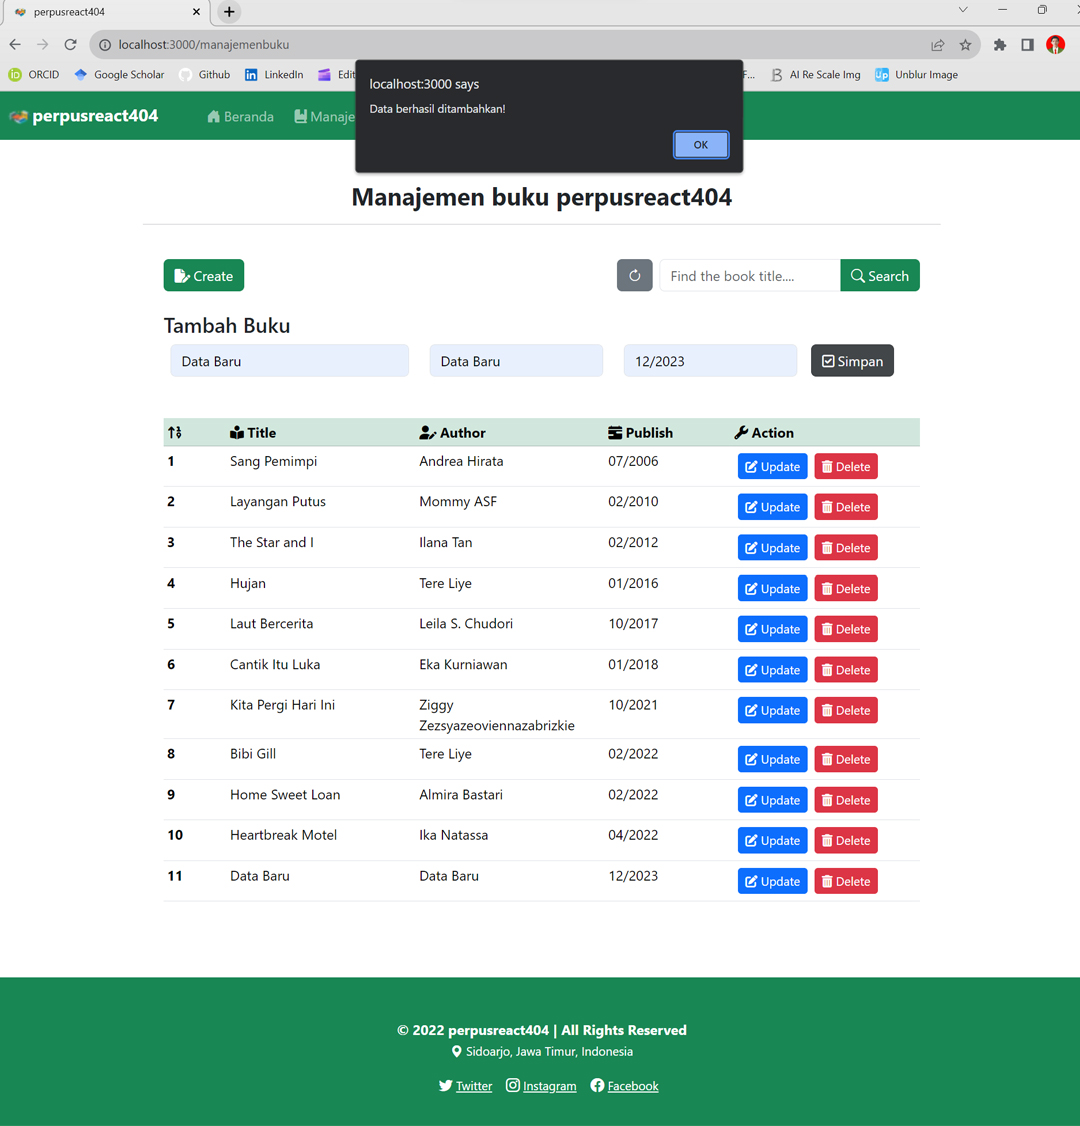 perpusreact404
localhost:3000/manajemenbuku
ORCID Google Scholar Github LinkedIn AI Re Scale Img Unblur Image
localhost:3000 says
Data berhasil ditambahkan!
OK
perpusreact404 Beranda
Manajemen buku perpusreact404
Create Find the book title.... Search
Tambah Buku
Data Baru Data Baru 12/2023 Simpan
Title Author Publish Action
1 Sang Pemimpi Andrea Hirata 07/2006 Update Delete
2 Layangan Putus Mommy ASF 02/2010 Update Delete
3 The Star and I Ilana Tan 02/2012 Update Delete
4 Hujan Tere Liye 01/2016 Update Delete
5 Laut Bercerita Leila S. Chudori 10/2017 Update Delete
6 Cantik Itu Luka Eka Kurniawan 01/2018 Update Delete
7 Kita Pergi Hari Ini Ziggy 10/2021 Update Delete
Zezsyazeoviennazabrizkie
8 Bibi Gill Tere Liye 02/2022 Update Delete
9 Home Sweet Loan Almira Bastari 02/2022 Update Delete
10 Heartbreak Motel Ika Natassa 04/2022 Update Delete
11 Data Baru Data Baru 12/2023 Update Delete
© 2022 perpusreact404 | All Rights Reserved
Sidoarjo, Jawa Timur, Indonesia
Twitter Instagram Facebook